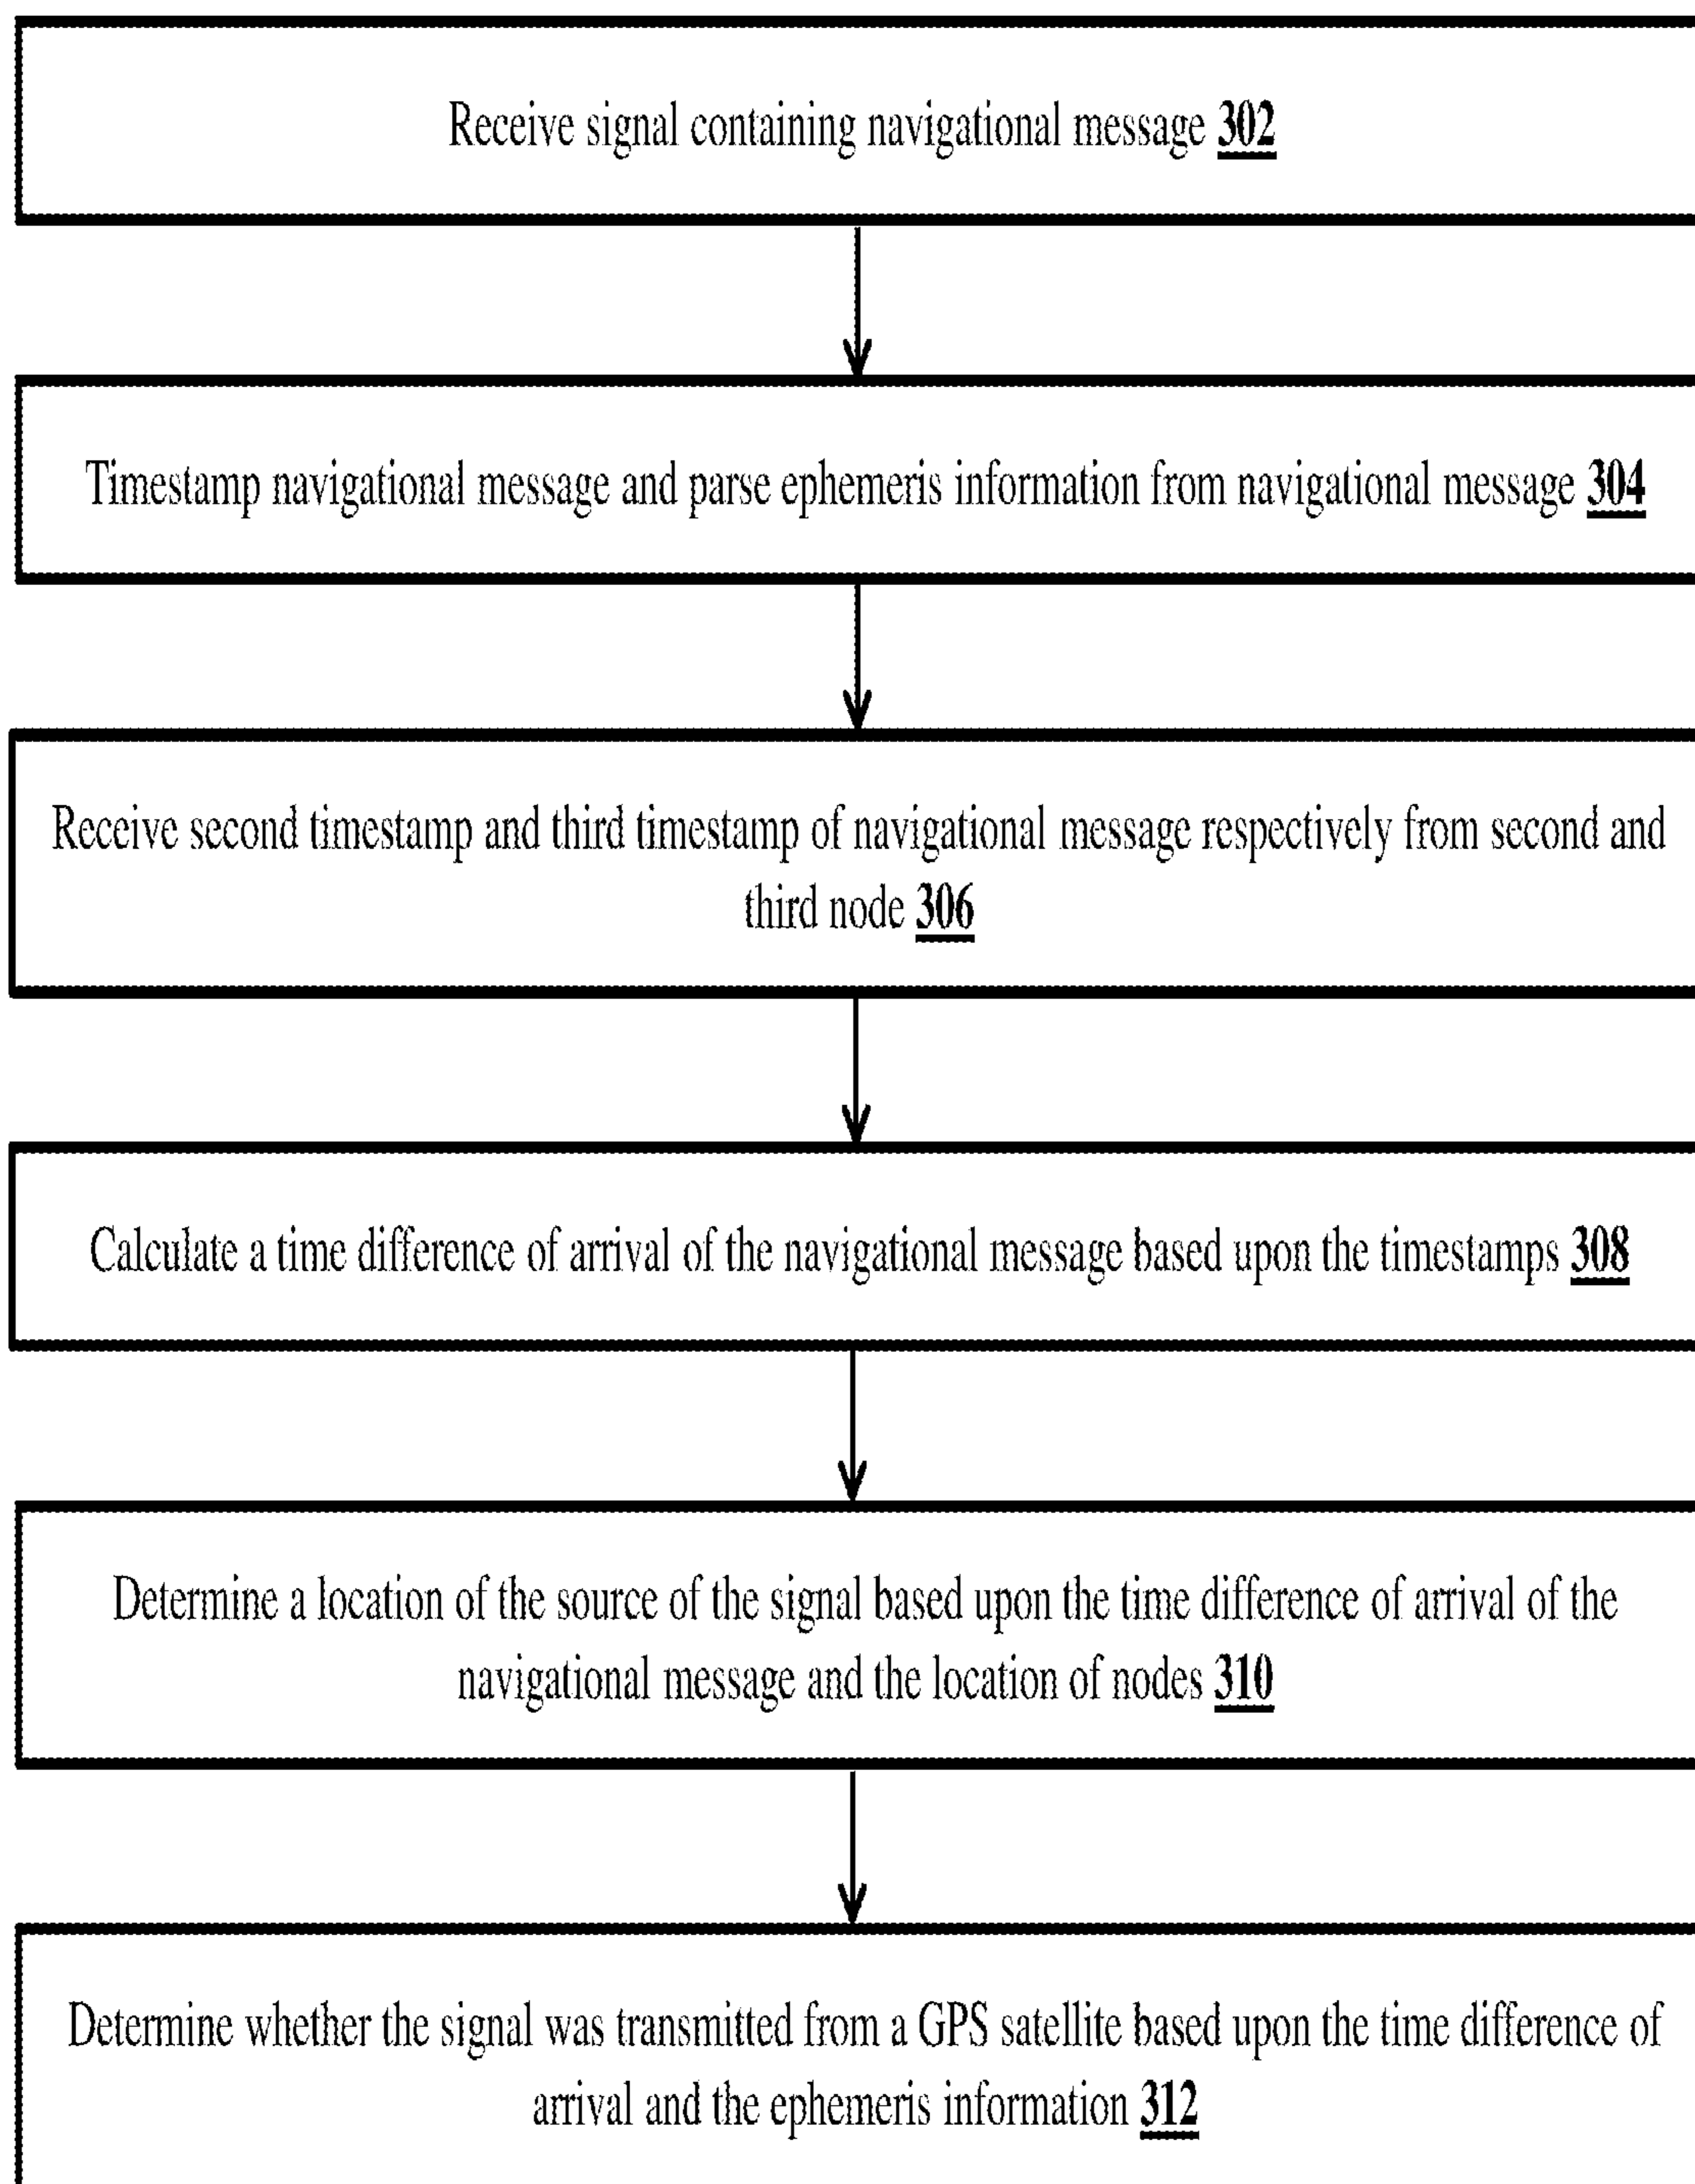 Receive signal containing navigational message 302
Timestamp navigational message and parse ephemeris information from navigational message 304
Receive second timestamp and third timestamp of navigational message respectively from second and
third node 306
Calculate a time difference of arrival of the navigational message based upon the timestamps 308
Determine a location of the source of the signal based upon the time difference of arrival of the
navigational message and the location of nodes 310
Determine whether the signal was transmitted from a GPS satellite based upon the time difference of
arrival and the ephemeris information 312